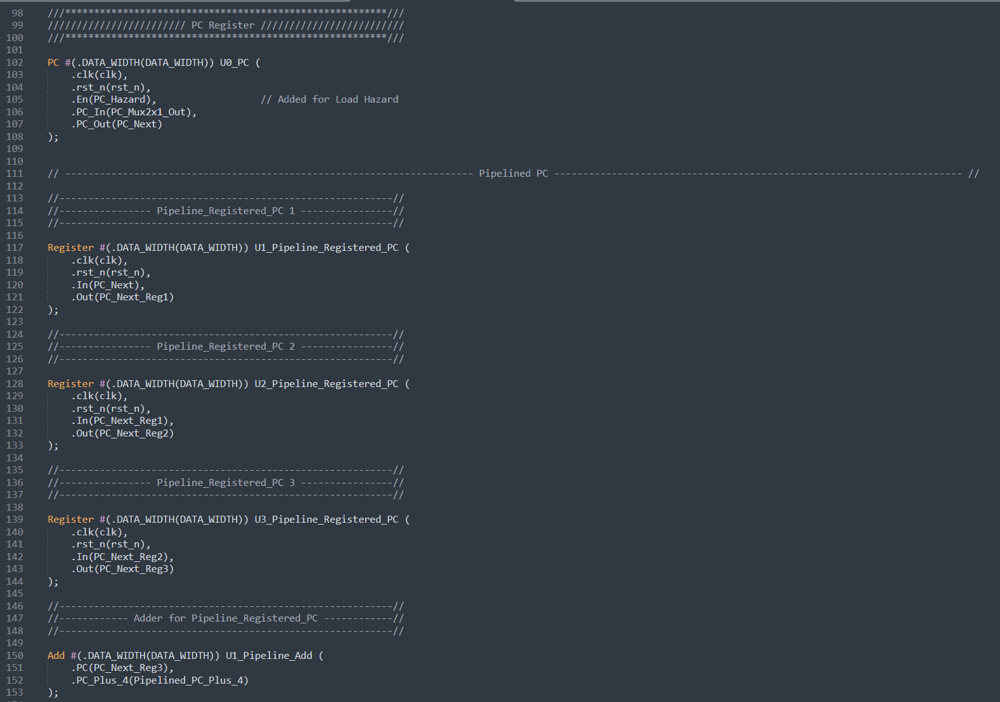 98 ///********************************************************///
99 //////////////////////// PC Register /////////////////////////
100 ///********************************************************///
101
102 PC #(.DATA_WIDTH(DATA_WIDTH)) U0_PC (
103 .clk(clk),
104 .rst_n(rst_n),
105 .En(PC_Hazard), // Added for Load Hazard
106 .PC_In(PC_Mux2x1_Out),
107 .PC_Out(PC_Next)
108 );
109
110
111 // ----------------------------------------------------------------------- Pipelined PC ----------------------------------------------------------------------- //
112
113 //----------------------------------------------------------//
114 //---------------- Pipeline_Registered_PC 1 ----------------//
115 //----------------------------------------------------------//
116
117 Register #(.DATA_WIDTH(DATA_WIDTH)) U1_Pipeline_Registered_PC (
118 .clk(clk),
119 .rst_n(rst_n),
120 .In(PC_Next),
121 .Out(PC_Next_Reg1)
122 );
123
124 //----------------------------------------------------------//
125 //---------------- Pipeline_Registered_PC 2 ----------------//
126 //----------------------------------------------------------//
127
128 Register #(.DATA_WIDTH(DATA_WIDTH)) U2_Pipeline_Registered_PC (
129 .clk(clk),
130 .rst_n(rst_n),
131 .In(PC_Next_Reg1),
132 .Out(PC_Next_Reg2)
133 );
134
135 //----------------------------------------------------------//
136 //---------------- Pipeline_Registered_PC 3 ----------------//
137 //----------------------------------------------------------//
138
139 Register #(.DATA_WIDTH(DATA_WIDTH)) U3_Pipeline_Registered_PC (
140 .clk(clk),
141 .rst_n(rst_n),
142 .In(PC_Next_Reg2),
143 .Out(PC_Next_Reg3)
144 );
145
146 //----------------------------------------------------------//
147 //------------ Adder for Pipeline_Registered_PC ------------//
148 //----------------------------------------------------------//
149
150 Add #(.DATA_WIDTH(DATA_WIDTH)) U1_Pipeline_Add (
151 .PC(PC_Next_Reg3),
152 .PC_Plus_4(Pipelined_PC_Plus_4)
153 );